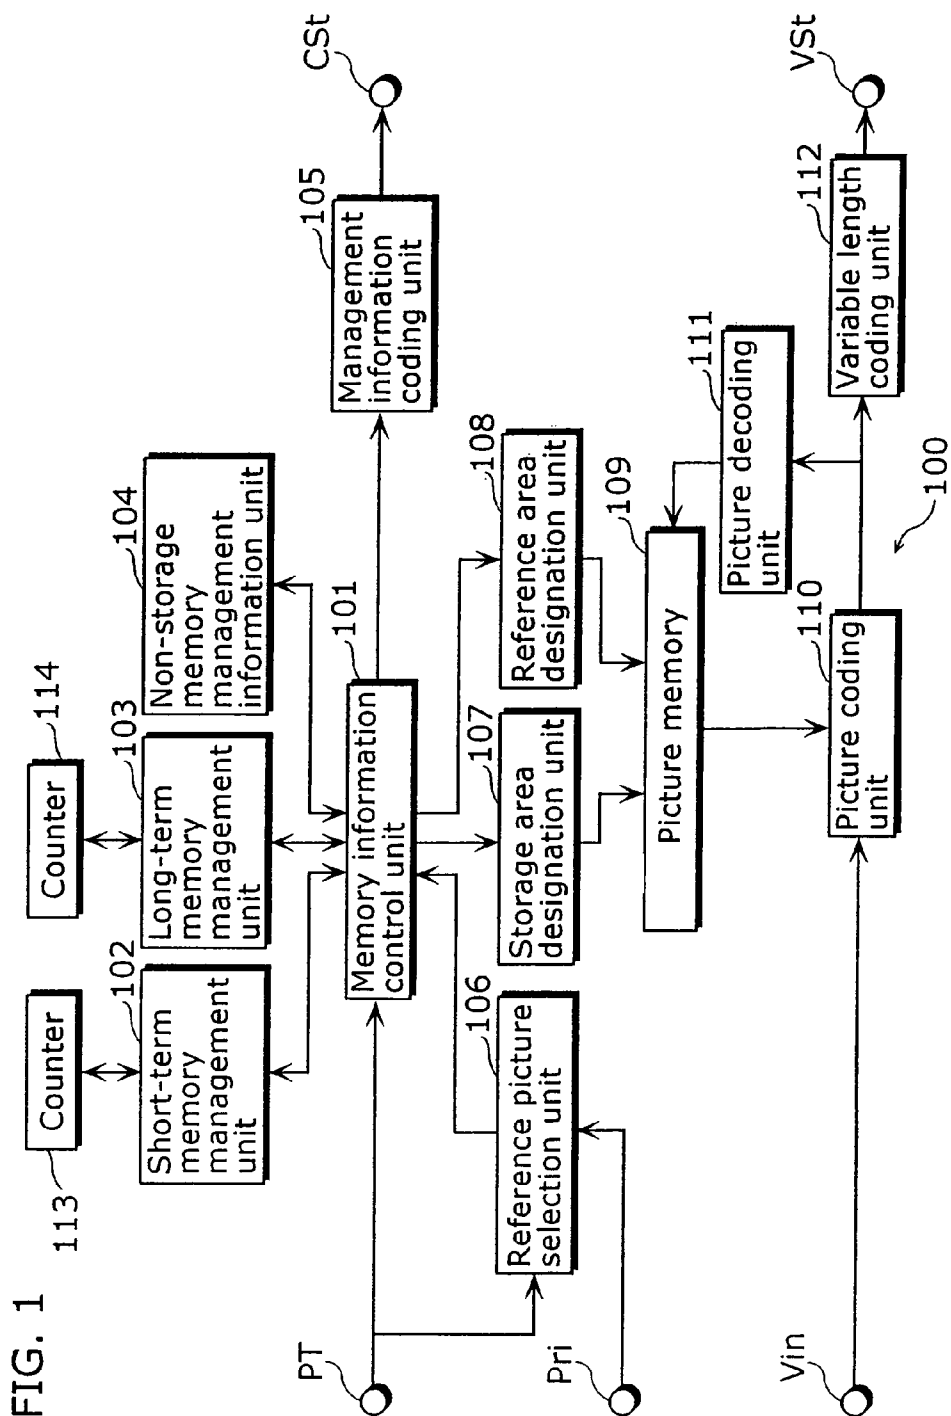 FIG. 1
113
Counter
114
Counter
102
Short-term
memory
management
unit
103
Long-term
memory
management
unit
104
Non-storage
memory
management
information unit
PT
101
Memory information
control unit
105
Management
information
coding unit
CSt
106
Reference picture
selection unit
107
Storage area
designation unit
108
Reference area
designation unit
Pri
109
Picture memory
111
Picture decoding
unit
Vin
110
Picture coding
unit
112
Variable length
coding unit
VSt
100